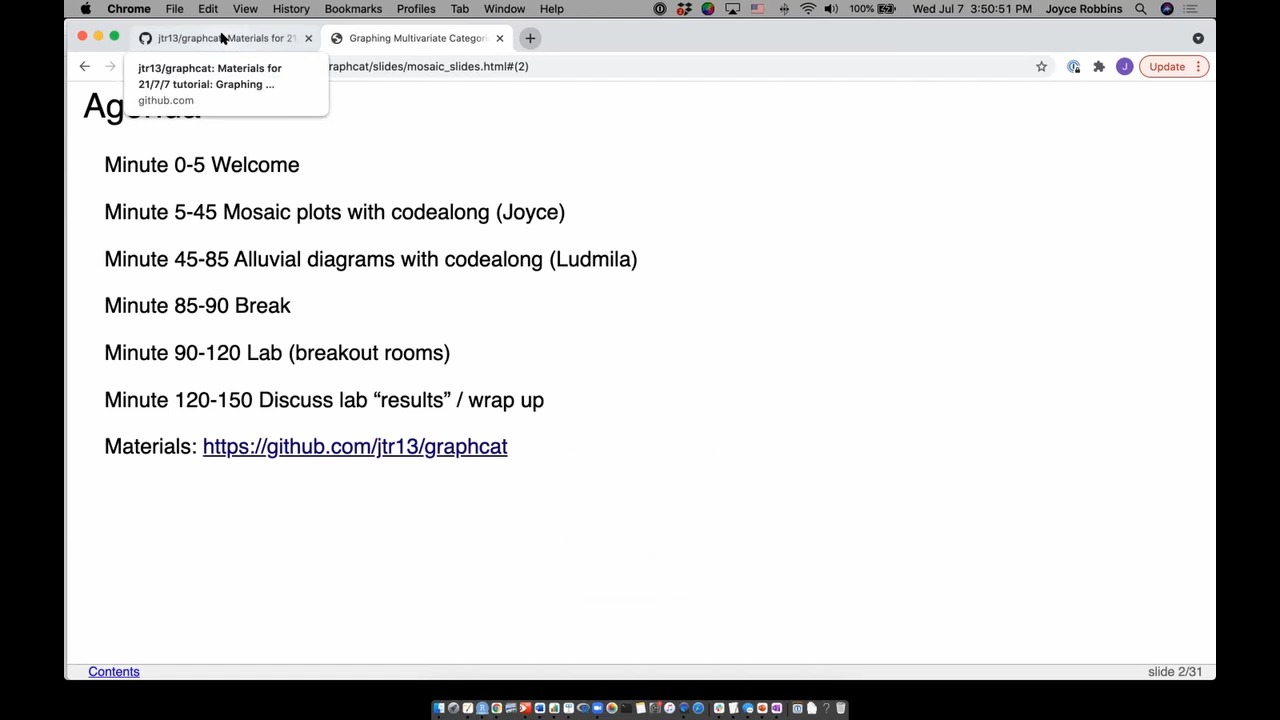 Chrome File Edit View History Bookmarks Profiles Tab Window Help 100% Wed Jul 7 3:50:51 PM Joyce Robbins
jtr13/graphcat: Materials for 21 Graphing Multivariate Categori
raphcat/slides/mosaic_slides.html#(2) J Update
jtr13/graphcat: Materials for
21/7/7 tutorial: Graphing ...
github.com
Agenda
Minute 0-5 Welcome
Minute 5-45 Mosaic plots with codealong (Joyce)
Minute 45-85 Alluvial diagrams with codealong (Ludmila)
Minute 85-90 Break
Minute 90-120 Lab (breakout rooms)
Minute 120-150 Discuss lab “results” / wrap up
Materials: https://github.com/jtr13/graphcat
Contents slide 2/31